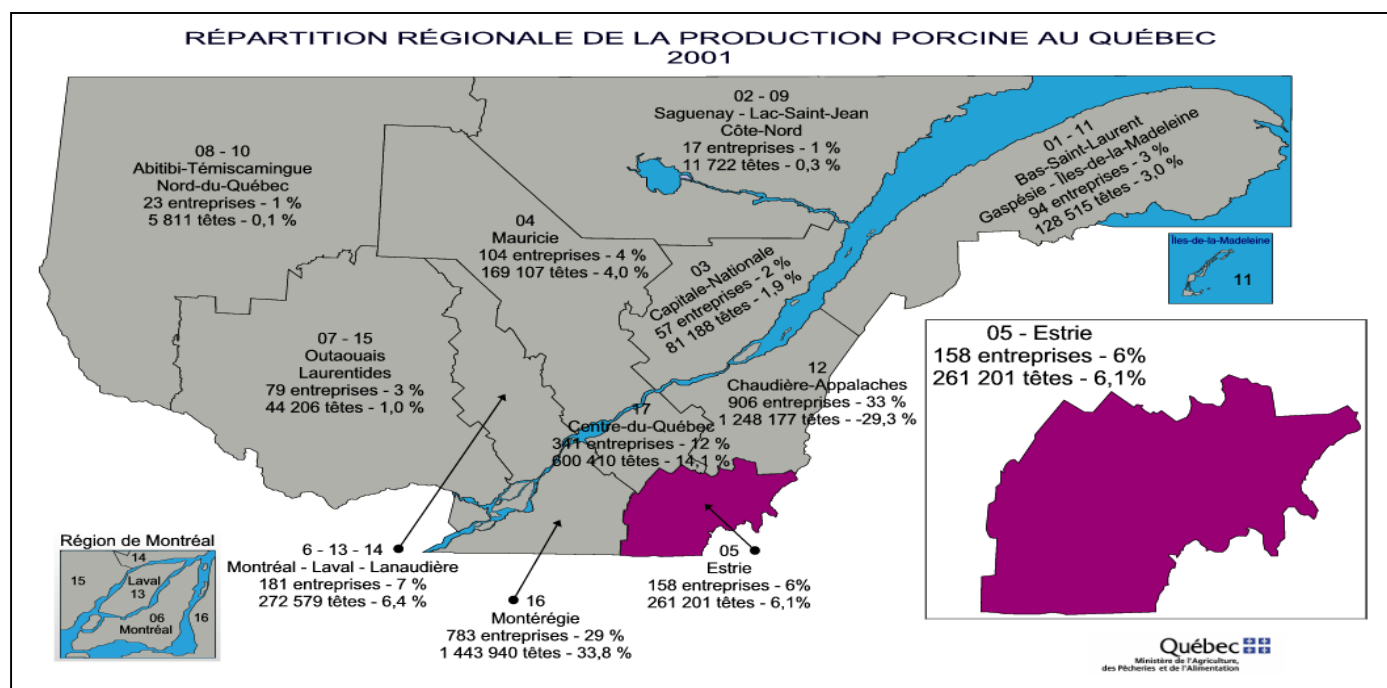 RÉPARTITION RÉGIONALE DE LA PRODUCTION PORCINE AU QUÉBEC
2001
02 - 09
Saguenay - Lac-Saint-Jean
Côte-Nord
17 entreprises - 1 %
11 722 têtes - 0,3 %
01 - 11
Bas-Saint-Laurent
Gaspésie - Îles-de-la-Madeleine
94 entreprises - 3 %
128 515 têtes - 3,0 %
08 - 10
Abitibi-Témiscamingue
Nord-du-Québec
23 entreprises - 1 %
5 811 têtes - 0,1 %
04
Mauricie
104 entreprises - 4 %
169 107 têtes - 4,0 %
03
Capitale-Nationale
57 entreprises - 2 %
81 188 têtes - 1,9 %
Îles-de-la-Madeleine
11
07 - 15
Outaouais
Laurentides
79 entreprises - 3 %
44 206 têtes - 1,0 %
12
Chaudière-Appalaches
906 entreprises - 33 %
1 248 177 têtes - -29,3 %
17
Centre-du-Québec
341 entreprises - 12 %
600 410 têtes - 14,1 %
05 - Estrie
158 entreprises - 6%
261 201 têtes - 6,1%
Région de Montréal
14
15
Laval
13
06
Montréal
16
6 - 13 - 14
Montréal - Laval - Lanaudière
181 entreprises - 7 %
272 579 têtes - 6,4 %
16
Montérégie
783 entreprises - 29 %
1 443 940 têtes - 33,8 %
05
Estrie
158 entreprises - 6%
261 201 têtes - 6,1%
Québec
Ministère de l'Agriculture,
des Pêcheries et de l'Alimentation